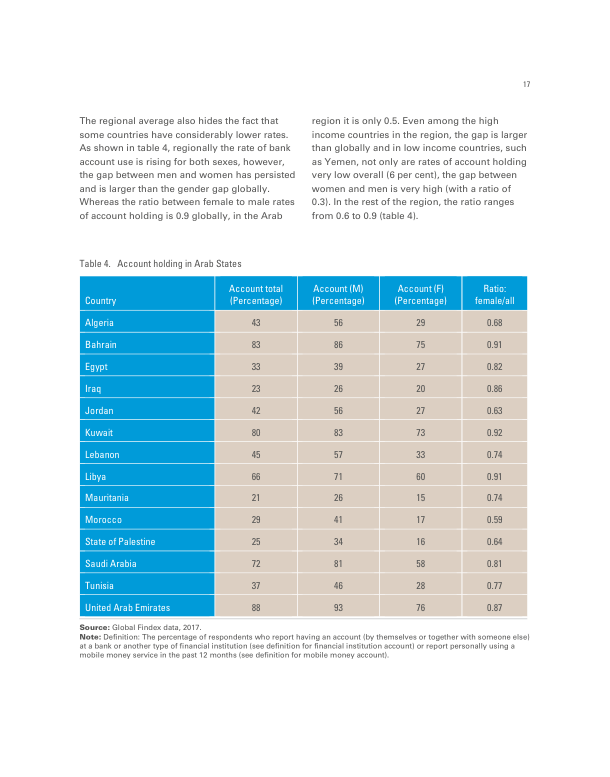 17
The regional average also hides the fact that
some countries have considerably lower rates.
As shown in table 4, regionally the rate of bank
account use is rising for both sexes, however,
the gap between men and women has persisted
and is larger than the gender gap globally.
Whereas the ratio between female to male rates
of account holding is 0.9 globally, in the Arab
region it is only 0.5. Even among the high
income countries in the region, the gap is larger
than globally and in low income countries, such
as Yemen, not only are rates of account holding
very low overall (6 per cent), the gap between
women and men is very high (with a ratio of
0.3). In the rest of the region, the ratio ranges
from 0.6 to 0.9 (table 4).
Table 4. Account holding in Arab States
Country Account total (Percentage) Account (M) (Percentage) Account (F) (Percentage) Ratio: female/all
Algeria 43 56 29 0.68
Bahrain 83 86 75 0.91
Egypt 33 39 27 0.82
Iraq 23 26 20 0.86
Jordan 42 56 27 0.63
Kuwait 80 83 73 0.92
Lebanon 45 57 33 0.74
Libya 66 71 60 0.91
Mauritania 21 26 15 0.74
Morocco 29 41 17 0.59
State of Palestine 25 34 16 0.64
Saudi Arabia 72 81 58 0.81
Tunisia 37 46 28 0.77
United Arab Emirates 88 93 76 0.87
Source: Global Findex data, 2017.
Note: Definition: The percentage of respondents who report having an account (by themselves or together with someone else)
at a bank or another type of financial institution (see definition for financial institution account) or report personally using a
mobile money service in the past 12 months (see definition for mobile money account).